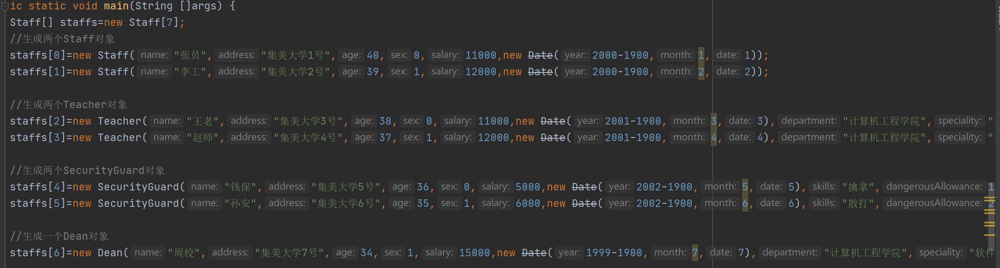 ic static void main(String []args) {
Staff[] staffs=new Staff[7];
//生成两个Staff对象
staffs[0]=new Staff( name: "张员", address: "集美大学1号", age: 40, sex: 0, salary: 11000,new Date( year: 2000-1900, month: 1, date: 1));
staffs[1]=new Staff( name: "李工", address: "集美大学2号", age: 39, sex: 1, salary: 12000,new Date( year: 2000-1900, month: 2, date: 2));
//生成两个Teacher对象
staffs[2]=new Teacher( name: "王老", address: "集美大学3号", age: 38, sex: 0, salary: 11000,new Date( year: 2001-1900, month: 3, date: 3), department: "计算机工程学院", speciality: "
staffs[3]=new Teacher( name: "赵师", address: "集美大学4号", age: 37, sex: 1, salary: 12000,new Date( year: 2001-1900, month: 4, date: 4), department: "计算机工程学院", speciality: "
//生成两个SecurityGuard对象
staffs[4]=new SecurityGuard( name: "钱保", address: "集美大学5号", age: 36, sex: 0, salary: 5000,new Date( year: 2002-1900, month: 5, date: 5), skills: "擒拿", dangerousAllowance: 1
staffs[5]=new SecurityGuard( name: "孙安", address: "集美大学6号", age: 35, sex: 1, salary: 6000,new Date( year: 2002-1900, month: 6, date: 6), skills: "散打", dangerousAllowance: 2
//生成一个Dean对象
staffs[6]=new Dean( name: "周校", address: "集美大学7号", age: 34, sex: 1, salary: 15000,new Date( year: 1999-1900, month: 7, date: 7), department: "计算机工程学院", speciality: "软件